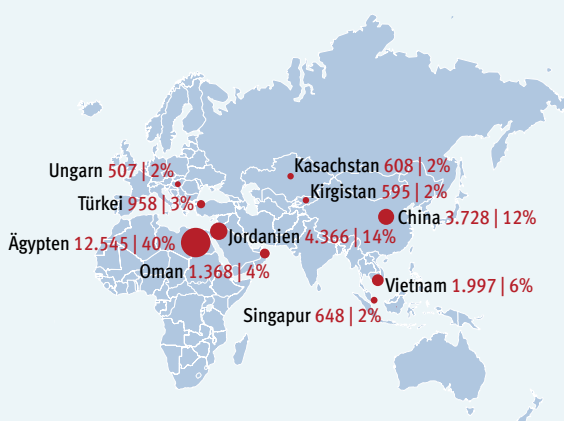 Kasachstan 608 | 2%
Ungarn 507 | 2%
Kirgistan 595 | 2%
Türkei 958 | 3%
China 3.728 | 12%
Jordanien 4.366 | 14%
Ägypten 12.545 | 40%
Oman 1.368 | 4%
Vietnam 1.997 | 6%
Singapur 648 | 2%